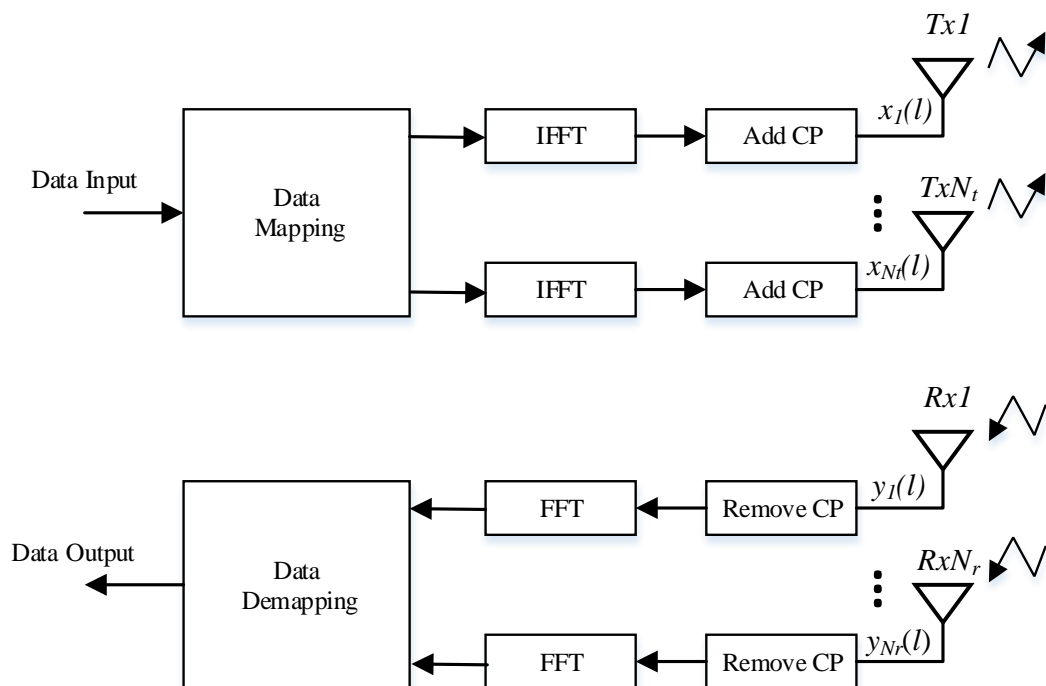 Tx1
x1(l)
IFFT
Add CP
Data Input
Data
Mapping
TxNt
xNt(l)
IFFT
Add CP
Rx1
y1(l)
FFT
Remove CP
Data Output
Data
Demapping
RxNr
yNr(l)
FFT
Remove CP